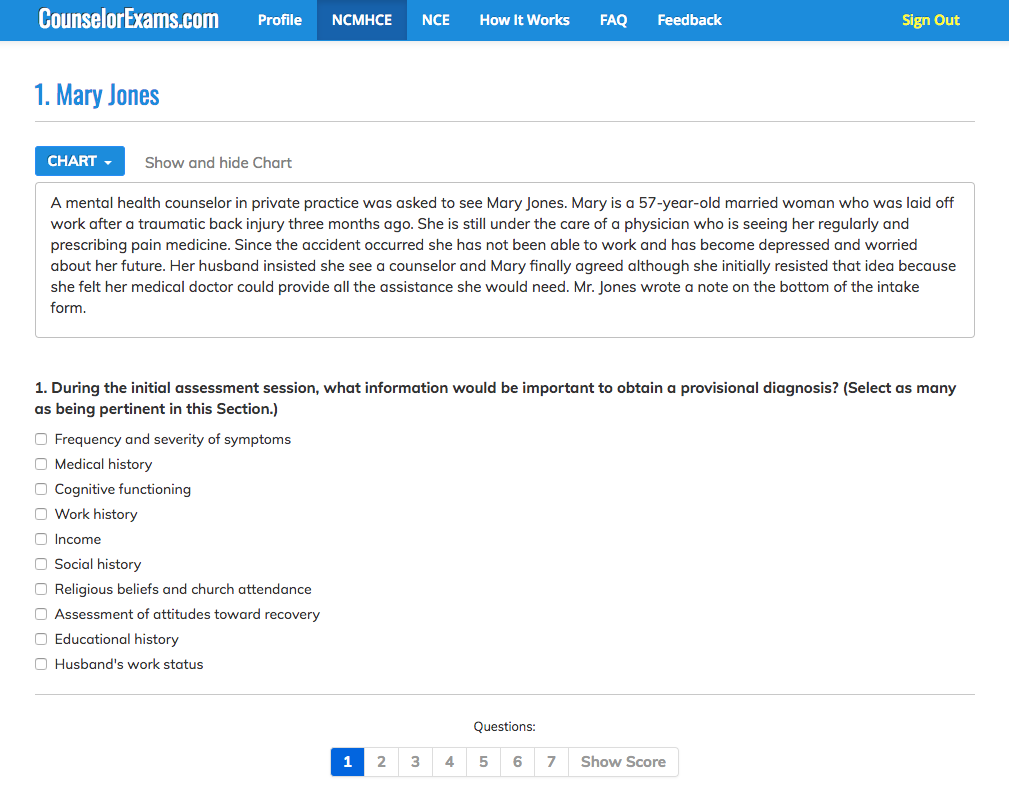 CounselorExams.com Profile NCMHCE NCE How It Works FAQ Feedback Sign Out
1. Mary Jones
CHART Show and hide Chart
A mental health counselor in private practice was asked to see Mary Jones. Mary is a 57-year-old married woman who was laid off
work after a traumatic back injury three months ago. She is still under the care of a physician who is seeing her regularly and
prescribing pain medicine. Since the accident occurred she has not been able to work and has become depressed and worried
about her future. Her husband insisted she see a counselor and Mary finally agreed although she initially resisted that idea because
she felt her medical doctor could provide all the assistance she would need. Mr. Jones wrote a note on the bottom of the intake
form.
1. During the initial assessment session, what information would be important to obtain a provisional diagnosis? (Select as many
as being pertinent in this Section.)
Frequency and severity of symptoms
Medical history
Cognitive functioning
Work history
Income
Social history
Religious beliefs and church attendance
Assessment of attitudes toward recovery
Educational history
Husband's work status
Questions:
1 2 3 4 5 6 7 Show Score